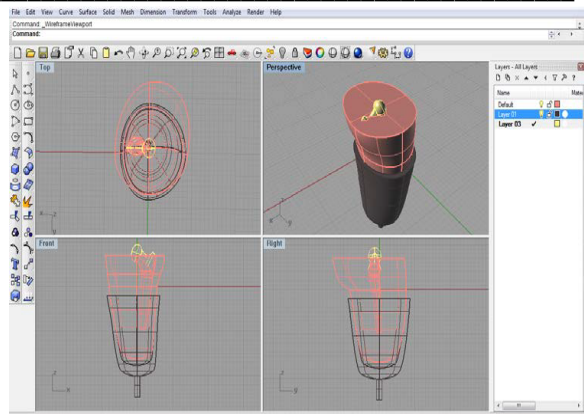 File Edit View Curve Surface Solid Mesh Dimension Transform Tools Analyze Render Help
Command: _WireframeViewport
Command:
Top
Perspective
Front
Right
Layers - All Layers
Name Mate
Default
Layer 01
Layer 03